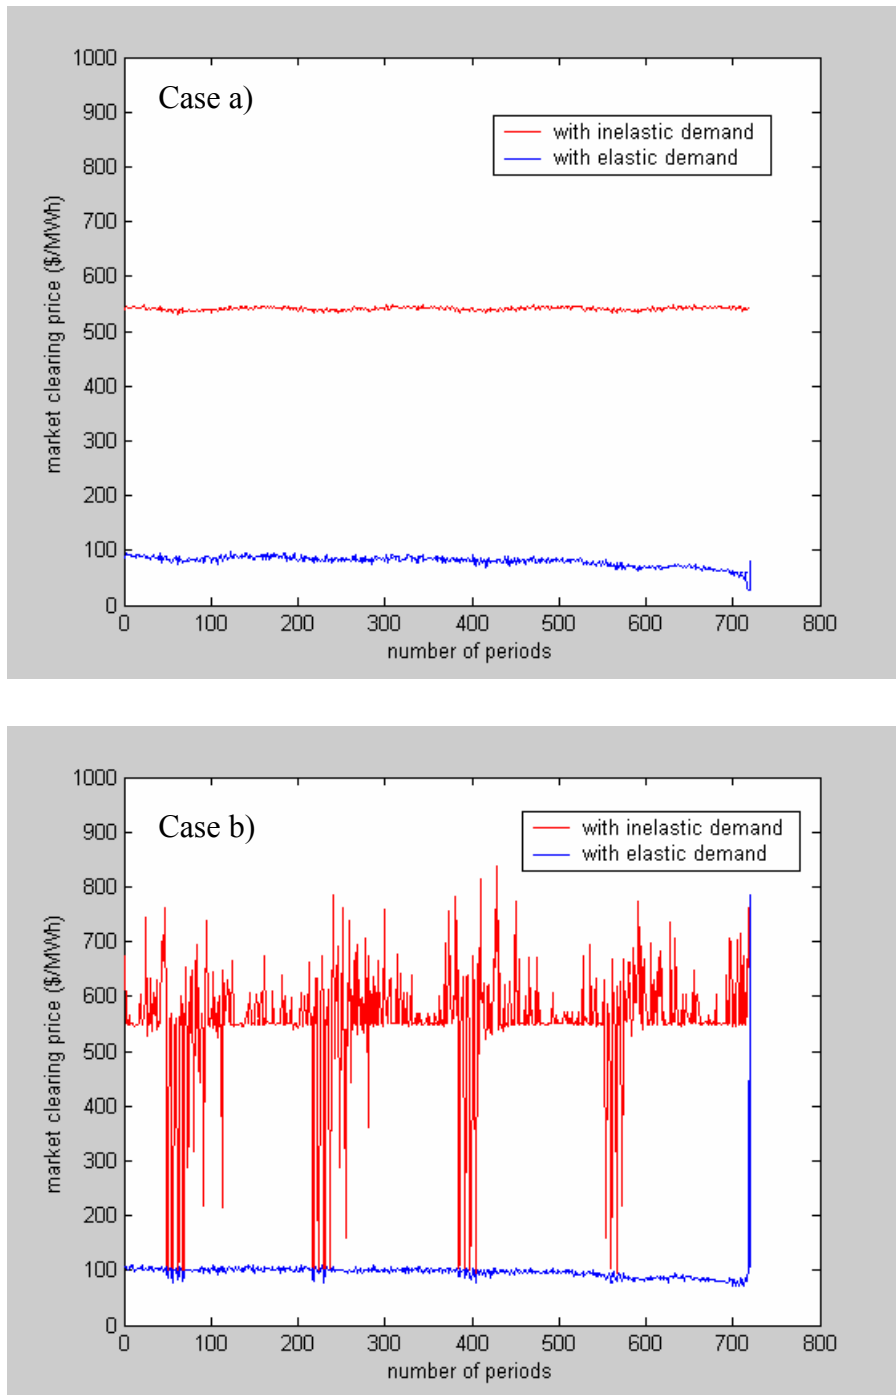 1000
900
800
700
600
500
400
300
200
100
0
market clearing price ($/MWh)
Case a)
with inelastic demand
with elastic demand
0 100 200 300 400 500 600 700 800
number of periods
1000
900
800
700
600
500
400
300
200
100
0
market clearing price ($/MWh)
Case b)
with inelastic demand
with elastic demand
0 100 200 300 400 500 600 700 800
number of periods